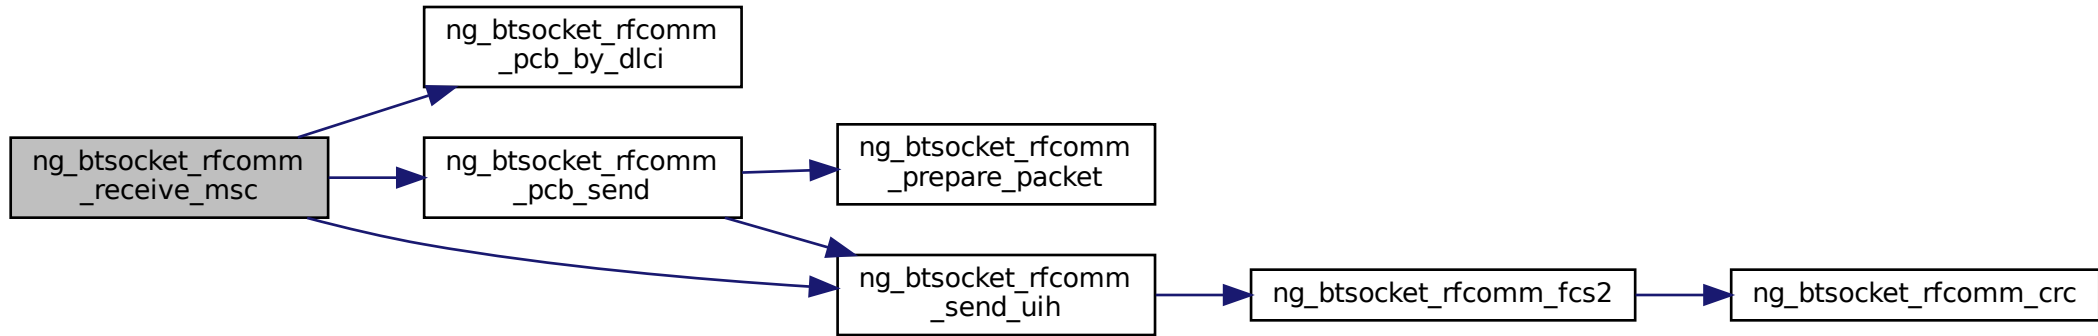 ng_btsocket_rfcomm
_receive_msc
ng_btsocket_rfcomm
_pcb_by_dlci
ng_btsocket_rfcomm
_pcb_send
ng_btsocket_rfcomm
_prepare_packet
ng_btsocket_rfcomm
_send_uih
ng_btsocket_rfcomm_fcs2
ng_btsocket_rfcomm_crc